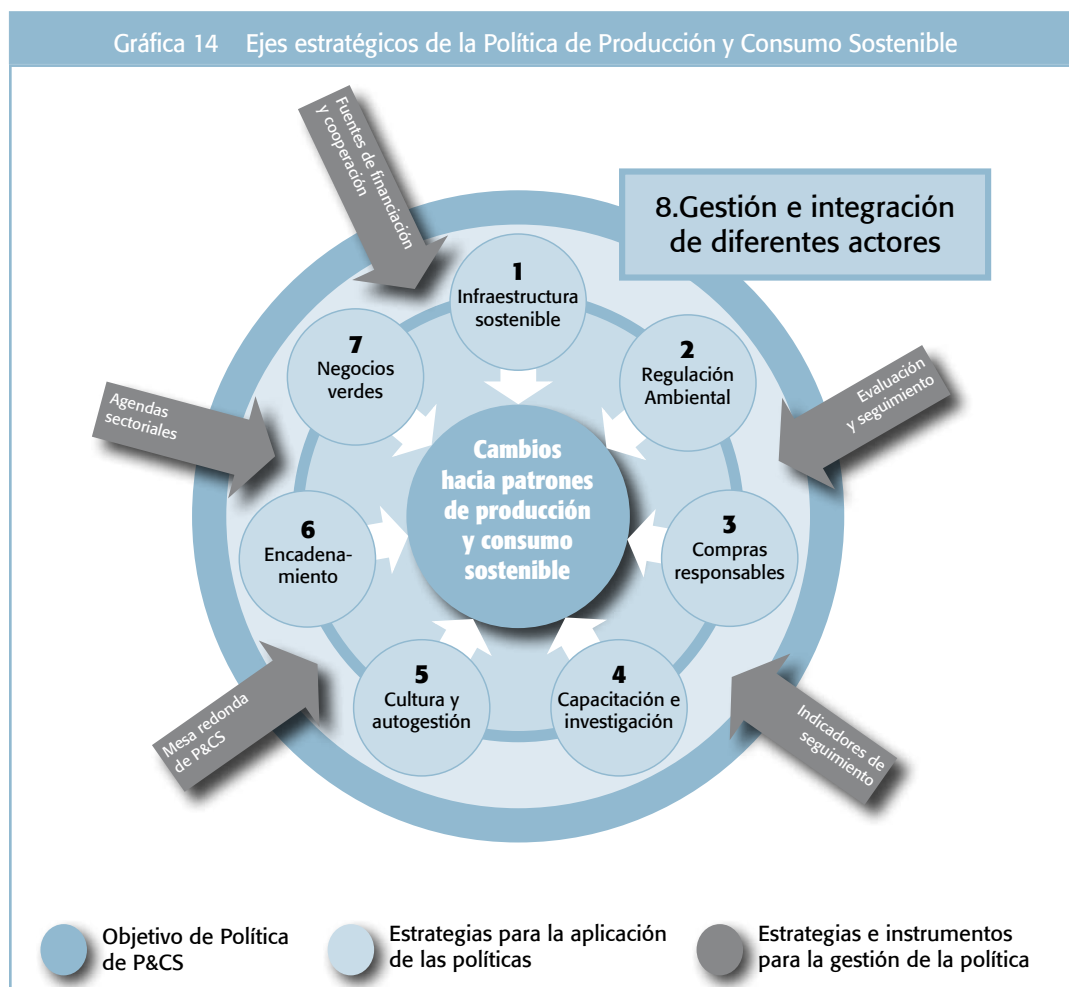 Gráfica 14 Ejes estratégicos de la Política de Producción y Consumo Sostenible
Fuentes de financiación
y cooperación
8.Gestión e integración
de diferentes actores
1
Infraestructura
sostenible
2
Regulación
Ambiental
3
Compras
responsables
4
Capacitación e
investigación
5
Cultura y
autogestión
6
Encadena-
miento
7
Negocios
verdes
Cambios
hacia patrones
de producción
y consumo
sostenible
Evaluación
y seguimiento
Indicadores de
seguimiento
Mesa redonda
de P&CS
Agendas
sectoriales
Objetivo de Política
de P&CS
Estrategias para la aplicación
de las políticas
Estrategias e instrumentos
para la gestión de la política